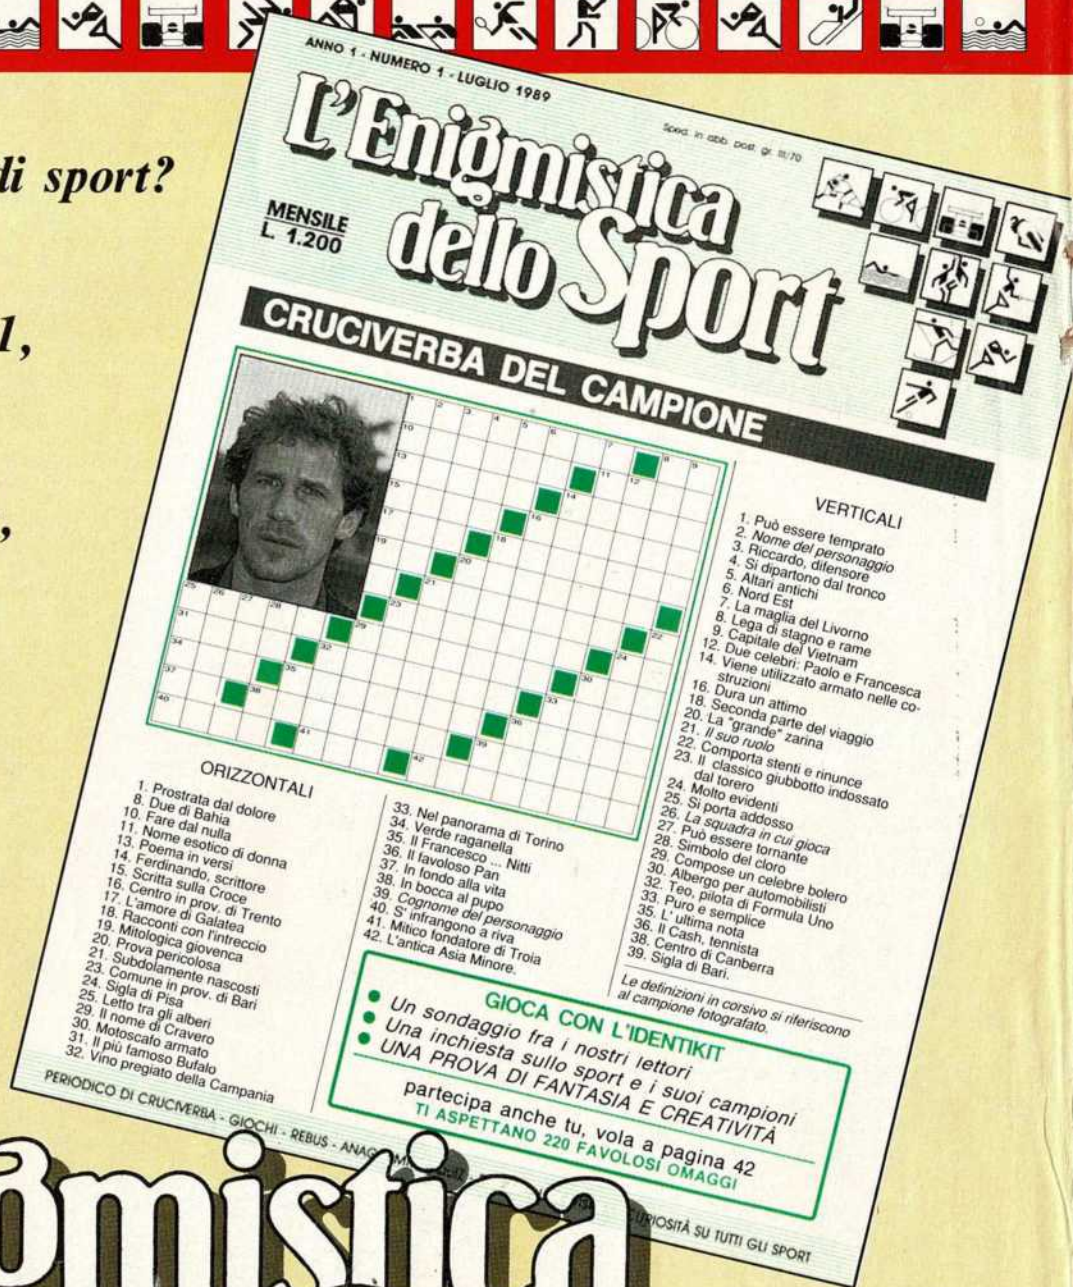 di sport?
1,
,
ANNO 1 - NUMERO 1 - LUGLIO 1989
Sped. in abb. post. gr. III/70
L'Enigmistica
dello Sport
MENSILE
L. 1.200
CRUCIVERBA DEL CAMPIONE
ORIZZONTALI
1. Prostrata dal dolore
8. Due di Bahia
10. Fare dal nulla
11. Nome esotico di donna
13. Poema in versi
14. Ferdinando, scrittore
15. Scritta sulla Croce
16. Centro in prov. di Trento
17. L'amore di Galatea
18. Racconti con l'intreccio
19. Mitologica giovenca
20. Prova pericolosa
21. Subdolamente nascosti
23. Comune in prov. di Bari
24. Sigla di Pisa
25. Letto tra gli alberi
29. Il nome di Cravero
30. Motoscafo armato
31. Il più famoso Bufalo
32. Vino pregiato della Campania
33. Nel panorama di Torino
34. Verde raganella
35. Il Francesco ... Nitti
36. Il favoloso Pan
37. In fondo alla vita
38. In bocca al pupo
39. Cognome del personaggio
40. S' infrangono a riva
41. Mitico fondatore di Troia
42. L'antica Asia Minore.
VERTICALI
1. Può essere temprato
2. Nome del personaggio
3. Riccardo, difensore
4. Si dipartono dal tronco
5. Altari antichi
6. Nord Est
7. La maglia del Livorno
8. Lega di stagno e rame
9. Capitale del Vietnam
12. Due celebri: Paolo e Francesca
14. Viene utilizzato armato nelle co-
struzioni
16. Dura un attimo
18. Seconda parte del viaggio
20. La "grande" zarina
21. Il suo ruolo
22. Comporta stenti e rinunce
23. Il classico giubbotto indossato
dal torero
24. Molto evidenti
25. Si porta addosso
26. La squadra in cui gioca
27. Può essere tornante
28. Simbolo del cloro
29. Compose un celebre bolero
30. Albergo per automobilisti
32. Teo, pilota di Formula Uno
33. Puro e semplice
35. L' ultima nota
36. Il Cash, tennista
38. Centro di Canberra
39. Sigla di Bari.
Le definizioni in corsivo si riferiscono
al campione fotografato.
GIOCA CON L'IDENTIKIT
Un sondaggio fra i nostri lettori
Una inchiesta sullo sport e i suoi campioni
UNA PROVA DI FANTASIA E CREATIVITÀ
partecipa anche tu, vola a pagina 42
TI ASPETTANO 220 FAVOLOSI OMAGGI
PERIODICO DI CRUCIVERBA - GIOCHI - REBUS - ANAG
CURIOSITÀ SU TUTTI GLI SPORT
gmistica